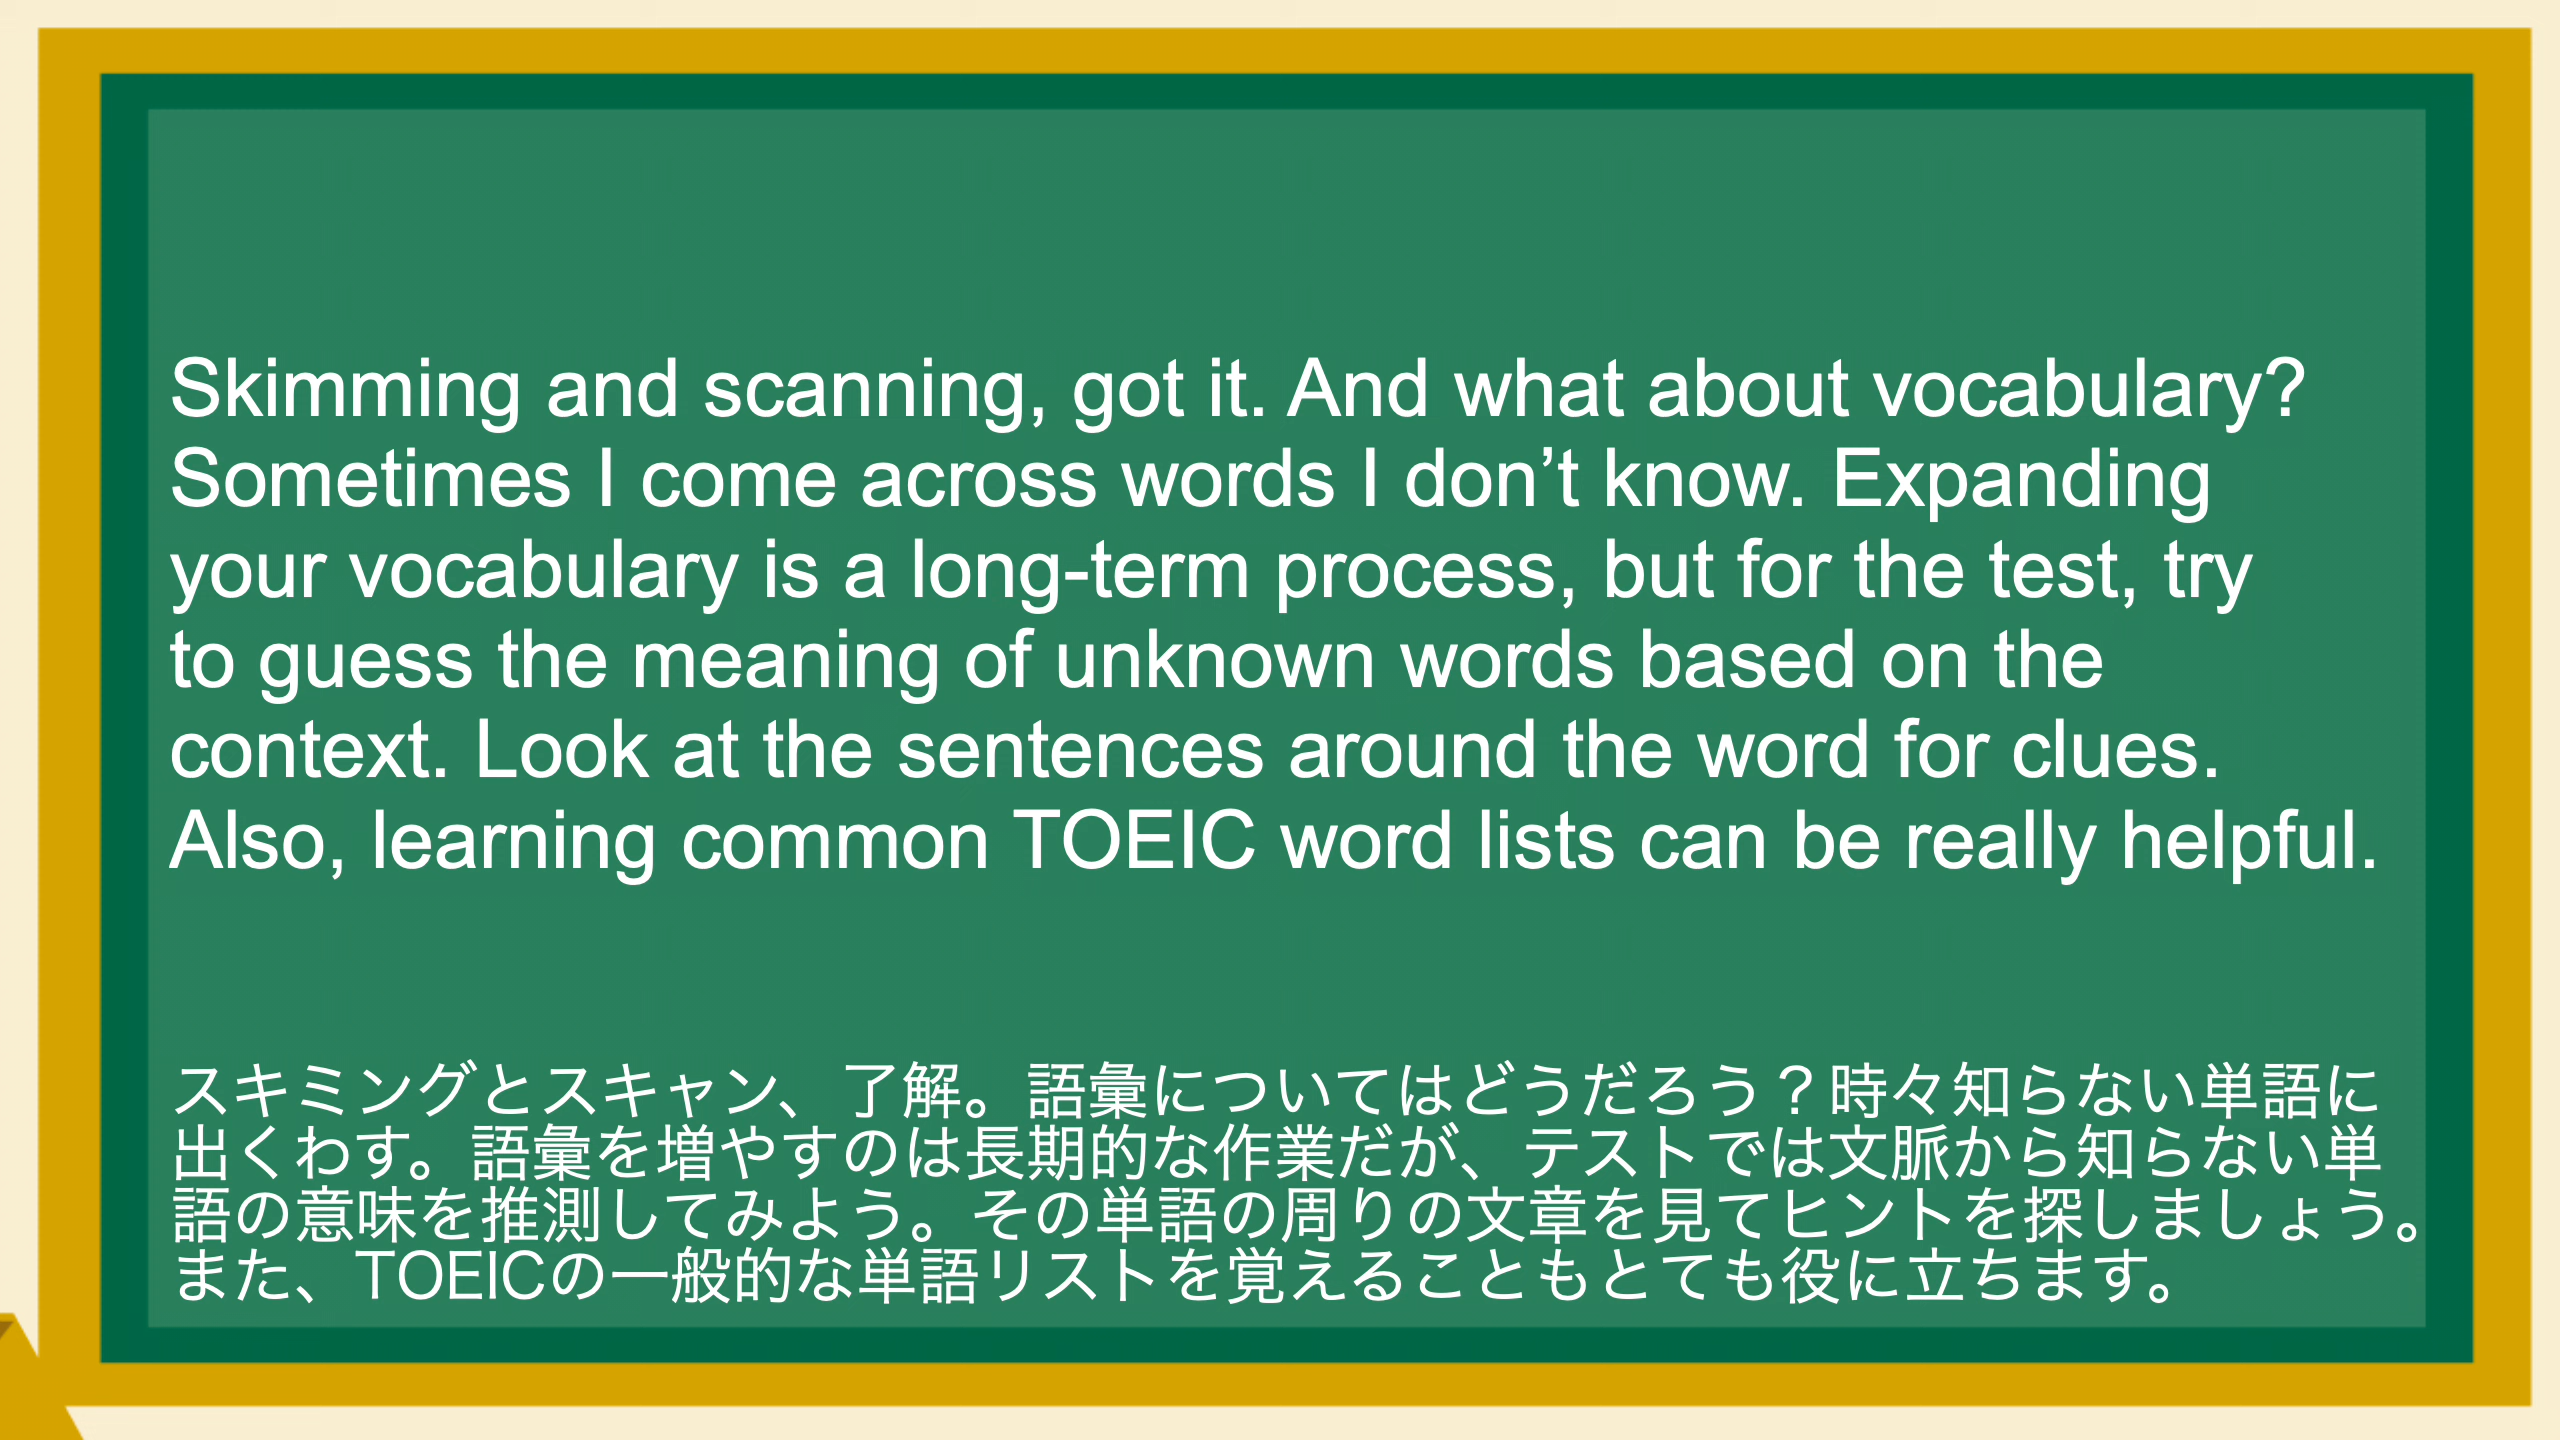 Skimming and scanning, got it. And what about vocabulary?
Sometimes I come across words I don’t know. Expanding
your vocabulary is a long-term process, but for the test, try
to guess the meaning of unknown words based on the
context. Look at the sentences around the word for clues.
Also, learning common TOEIC word lists can be really helpful.
スキミングとスキャン、了解。語彙についてはどうだろう？時々知らない単語に
出くわす。語彙を増やすのは長期的な作業だが、テストでは文脈から知らない単
語の意味を推測してみよう。その単語の周りの文章を見てヒントを探しましょう。
また、TOEICの一般的な単語リストを覚えることもとても役に立ちます。